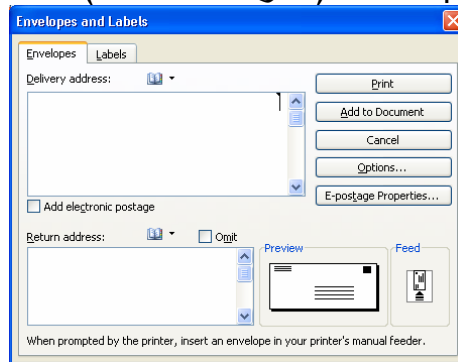 Envelopes and Labels
Envelopes Labels
Delivery address:
Print
Add to Document
Cancel
Options...
E-postage Properties...
Add electronic postage
Return address: Omit
Preview
Feed
When prompted by the printer, insert an envelope in your printer's manual feeder.